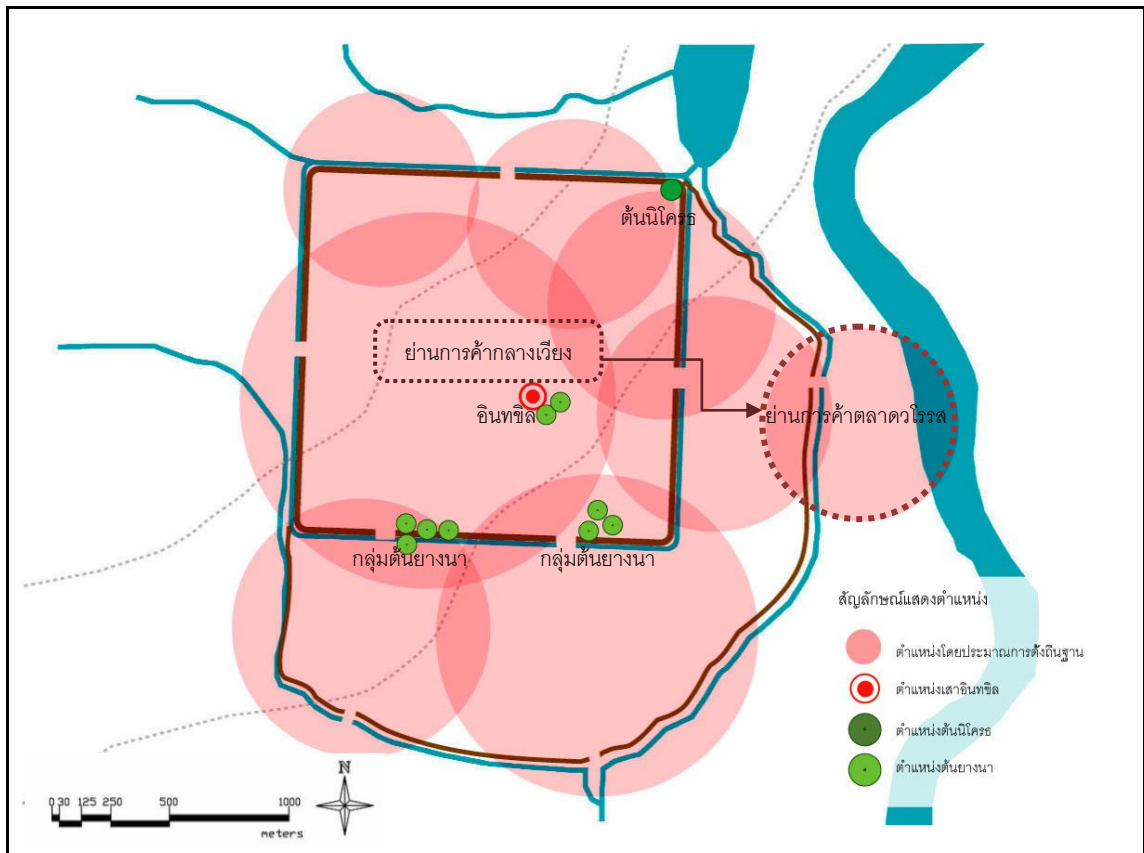 ต้นนิโครธ
ย่านการค้ากลางเวียง
อินทขิล
ย่านการค้าตลาดวโรรส
กลุ่มต้นยางนา
กลุ่มต้นยางนา
สัญลักษณ์แสดงตำแหน่ง
ตำแหน่งโดยประมาณการตั้งถิ่นฐาน
ตำแหน่งเสาอินทขิล
ตำแหน่งต้นนิโครธ
ตำแหน่งต้นยางนา
N
0 30 125 250 500 1000
meters